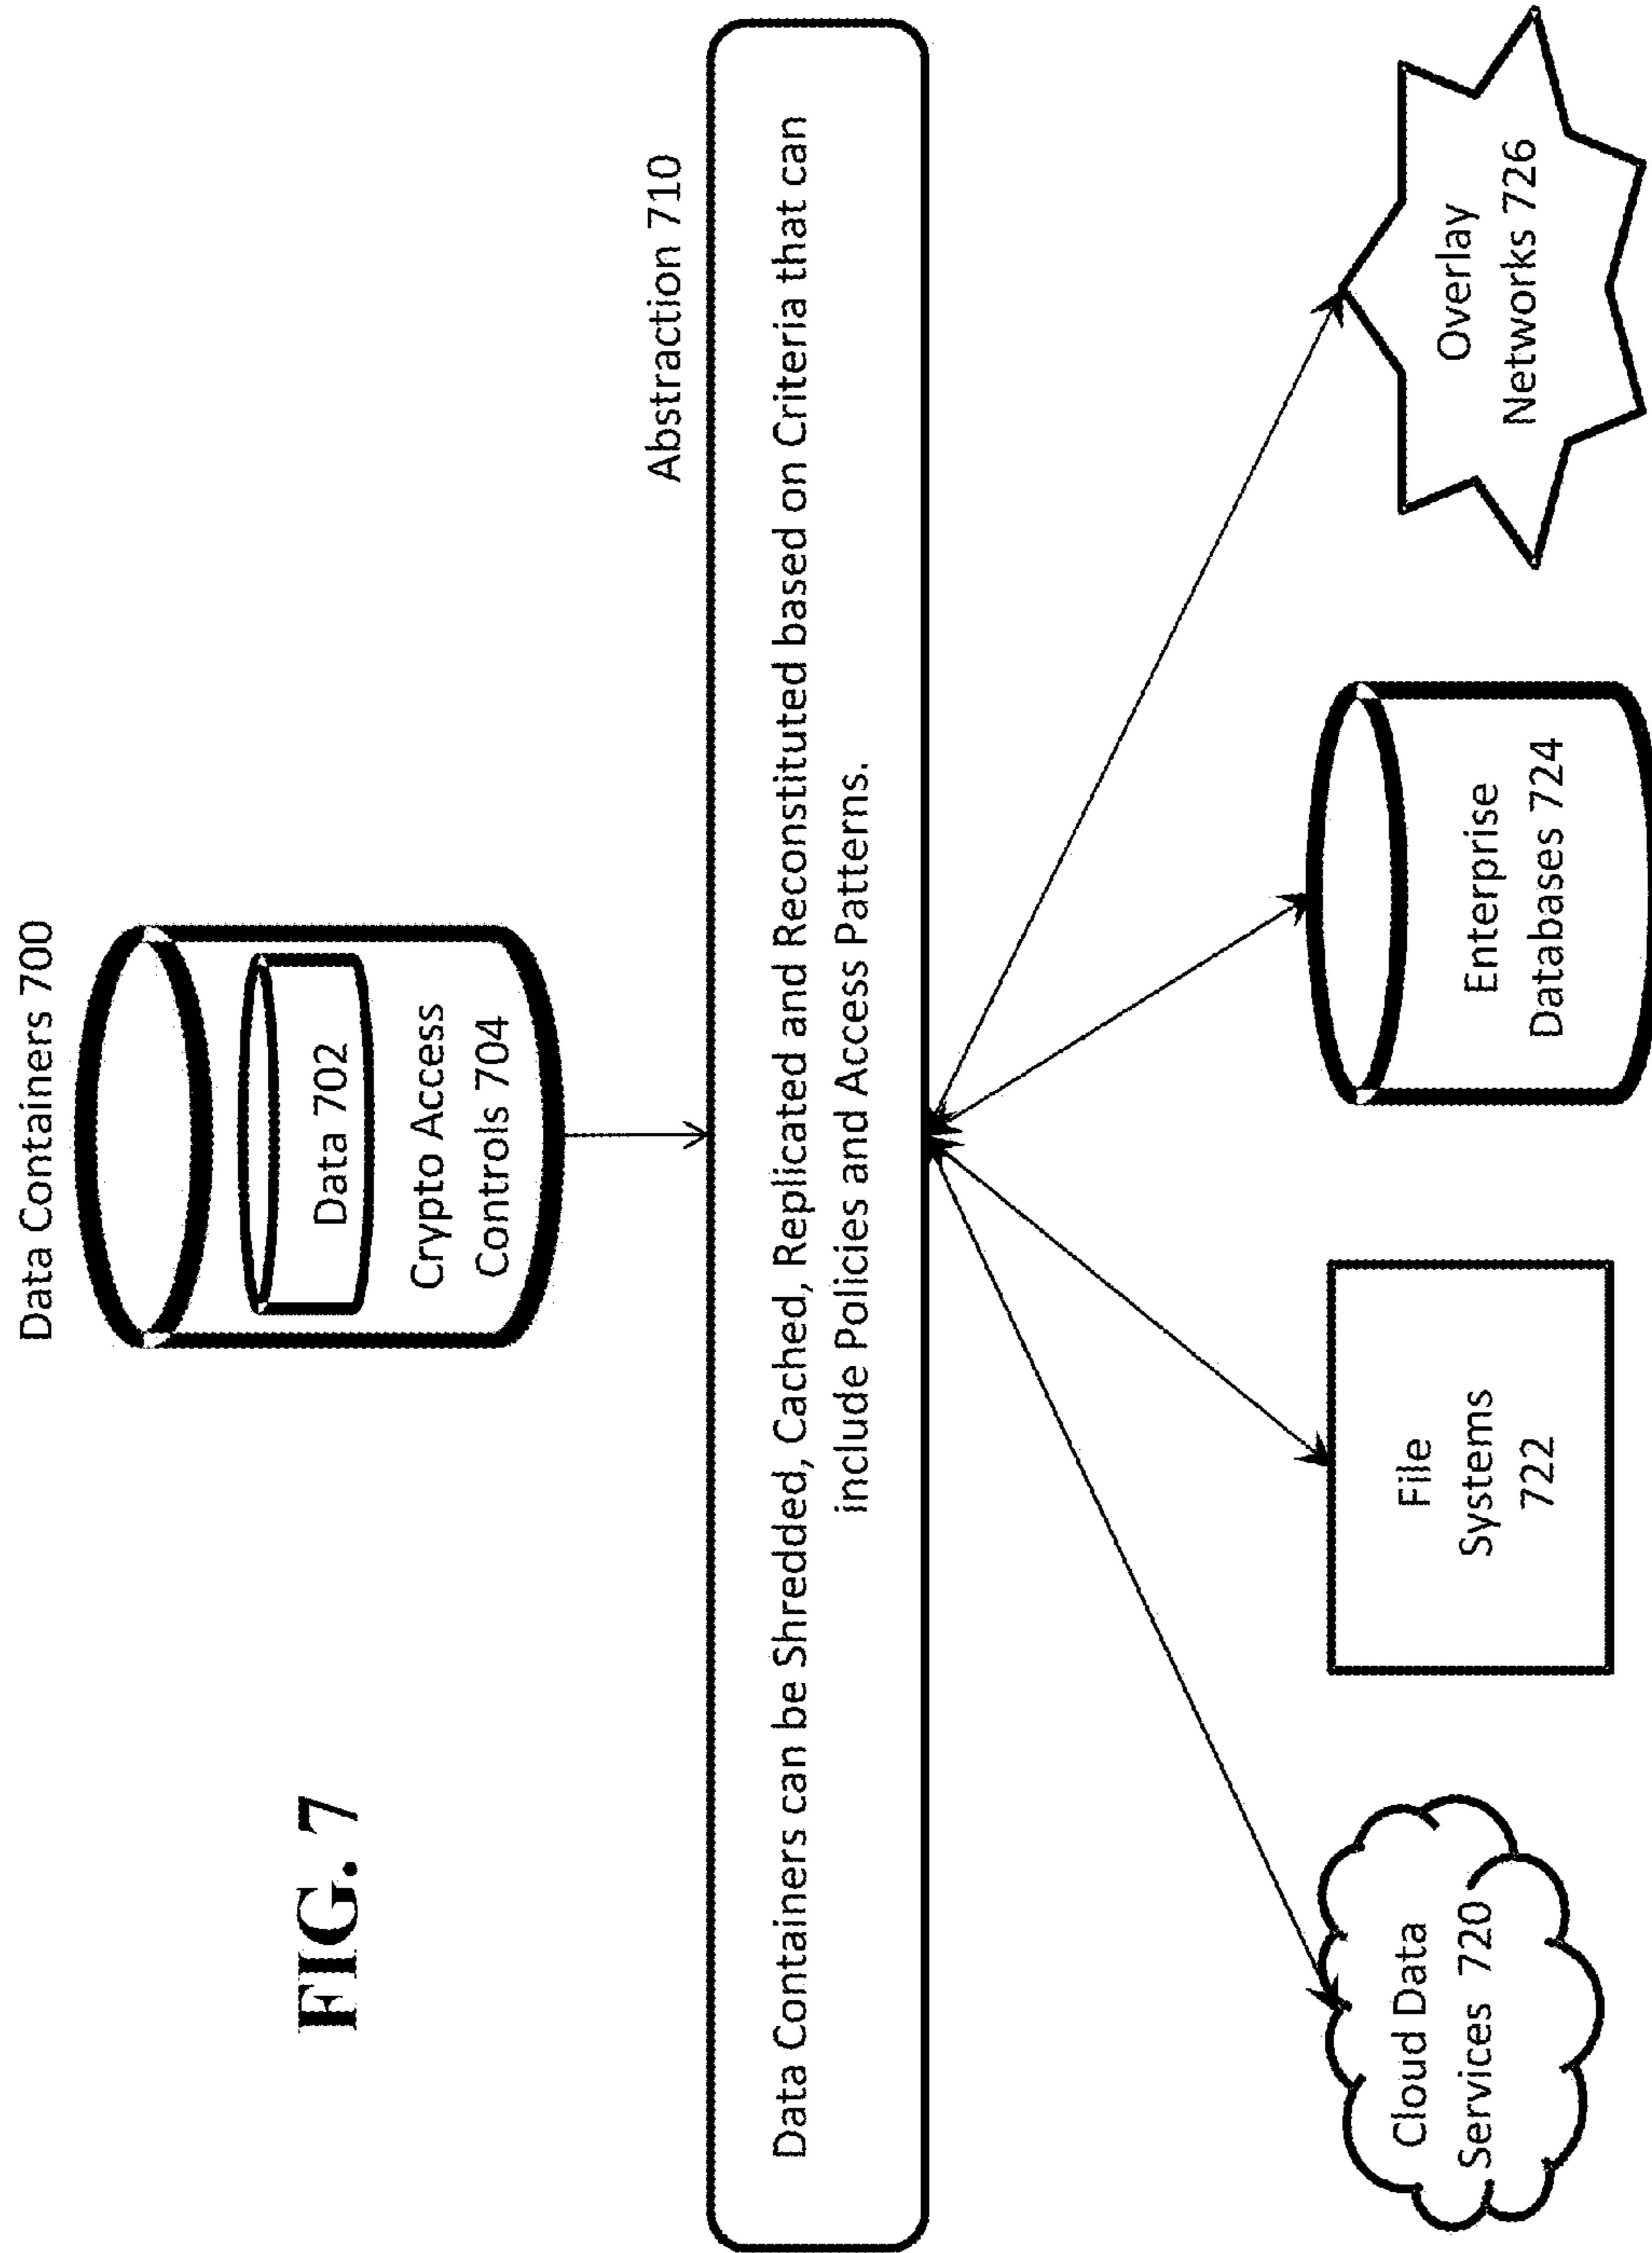 FIG. 7
Data Containers 700
Data 702
Crypto Access
Controls 704
Abstraction 710
Data Containers can be Shredded, Cached, Replicated and Reconstituted based on Criteria that can
include Policies and Access Patterns.
Cloud Data
Services 720
File
Systems
722
Enterprise
Databases 724
Overlay
Networks 726